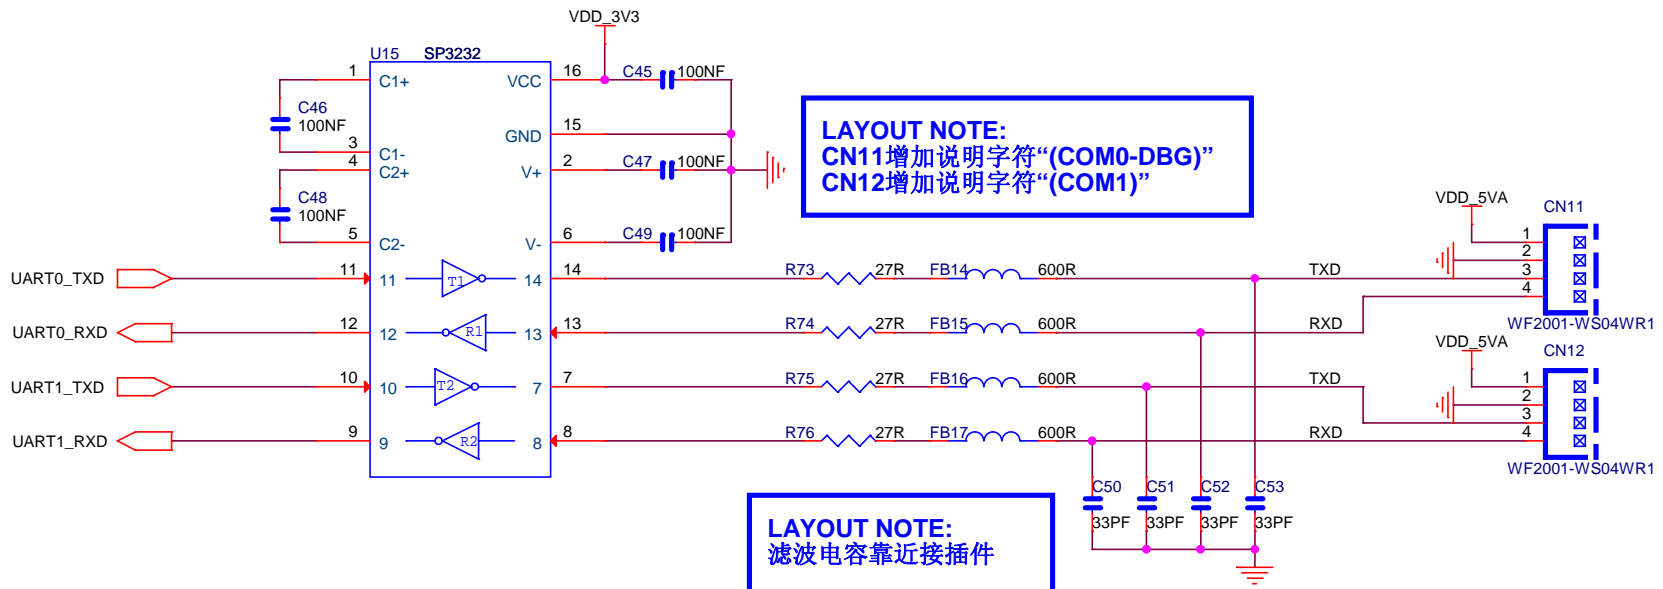 VDD_3V3
U15 SP3232
1 C1+ VCC 16 C45 100NF
C46
100NF
GND 15
3 C1-
4 C2+ V+ 2 C47 100NF
C48
100NF
5 C2- V- 6 C49 100NF
LAYOUT NOTE:
CN11增加说明字符“(COM0-DBG)”
CN12增加说明字符“(COM1)”
UART0_TXD 11 11 T1 14 14 R73 27R FB14 600R TXD
UART0_RXD 12 12 R1 13 13 R74 27R FB15 600R RXD
UART1_TXD 10 10 T2 7 7 R75 27R FB16 600R TXD
UART1_RXD 9 9 R2 8 8 R76 27R FB17 600R RXD
VDD_5VA CN11
1
2
3
4
WF2001-WS04WR1
VDD_5VA CN12
1
2
3
4
WF2001-WS04WR1
C50 C51 C52 C53
33PF 33PF 33PF 33PF
LAYOUT NOTE:
滤波电容靠近接插件